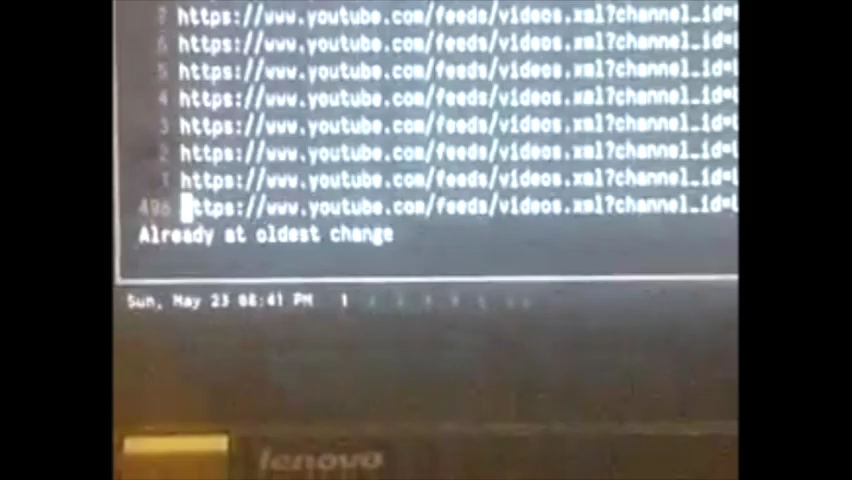 7 https://www.youtube.com/feeds/videos.xml?channel_id=U
6 https://www.youtube.com/feeds/videos.xml?channel_id=U
5 https://www.youtube.com/feeds/videos.xml?channel_id=U
4 https://www.youtube.com/feeds/videos.xml?channel_id=U
3 https://www.youtube.com/feeds/videos.xml?channel_id=U
2 https://www.youtube.com/feeds/videos.xml?channel_id=U
1 https://www.youtube.com/feeds/videos.xml?channel_id=U
https://www.youtube.com/feeds/videos.xml?channel_id=U
Already at oldest change
Sun, May 23 08:41 PM 1
lenovo